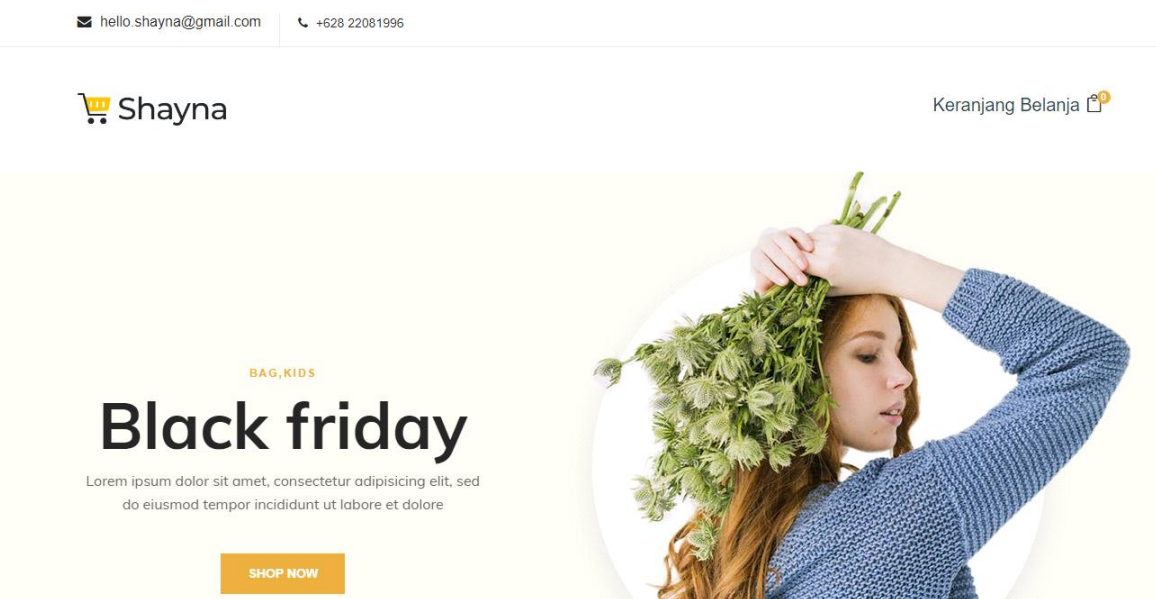 hello.shayna@gmail.com
+628 22081996
Shayna
Keranjang Belanja 0
BAG,KIDS
Black friday
Lorem ipsum dolor sit amet, consectetur adipisicing elit, sed
do eiusmod tempor incididunt ut labore et dolore
SHOP NOW